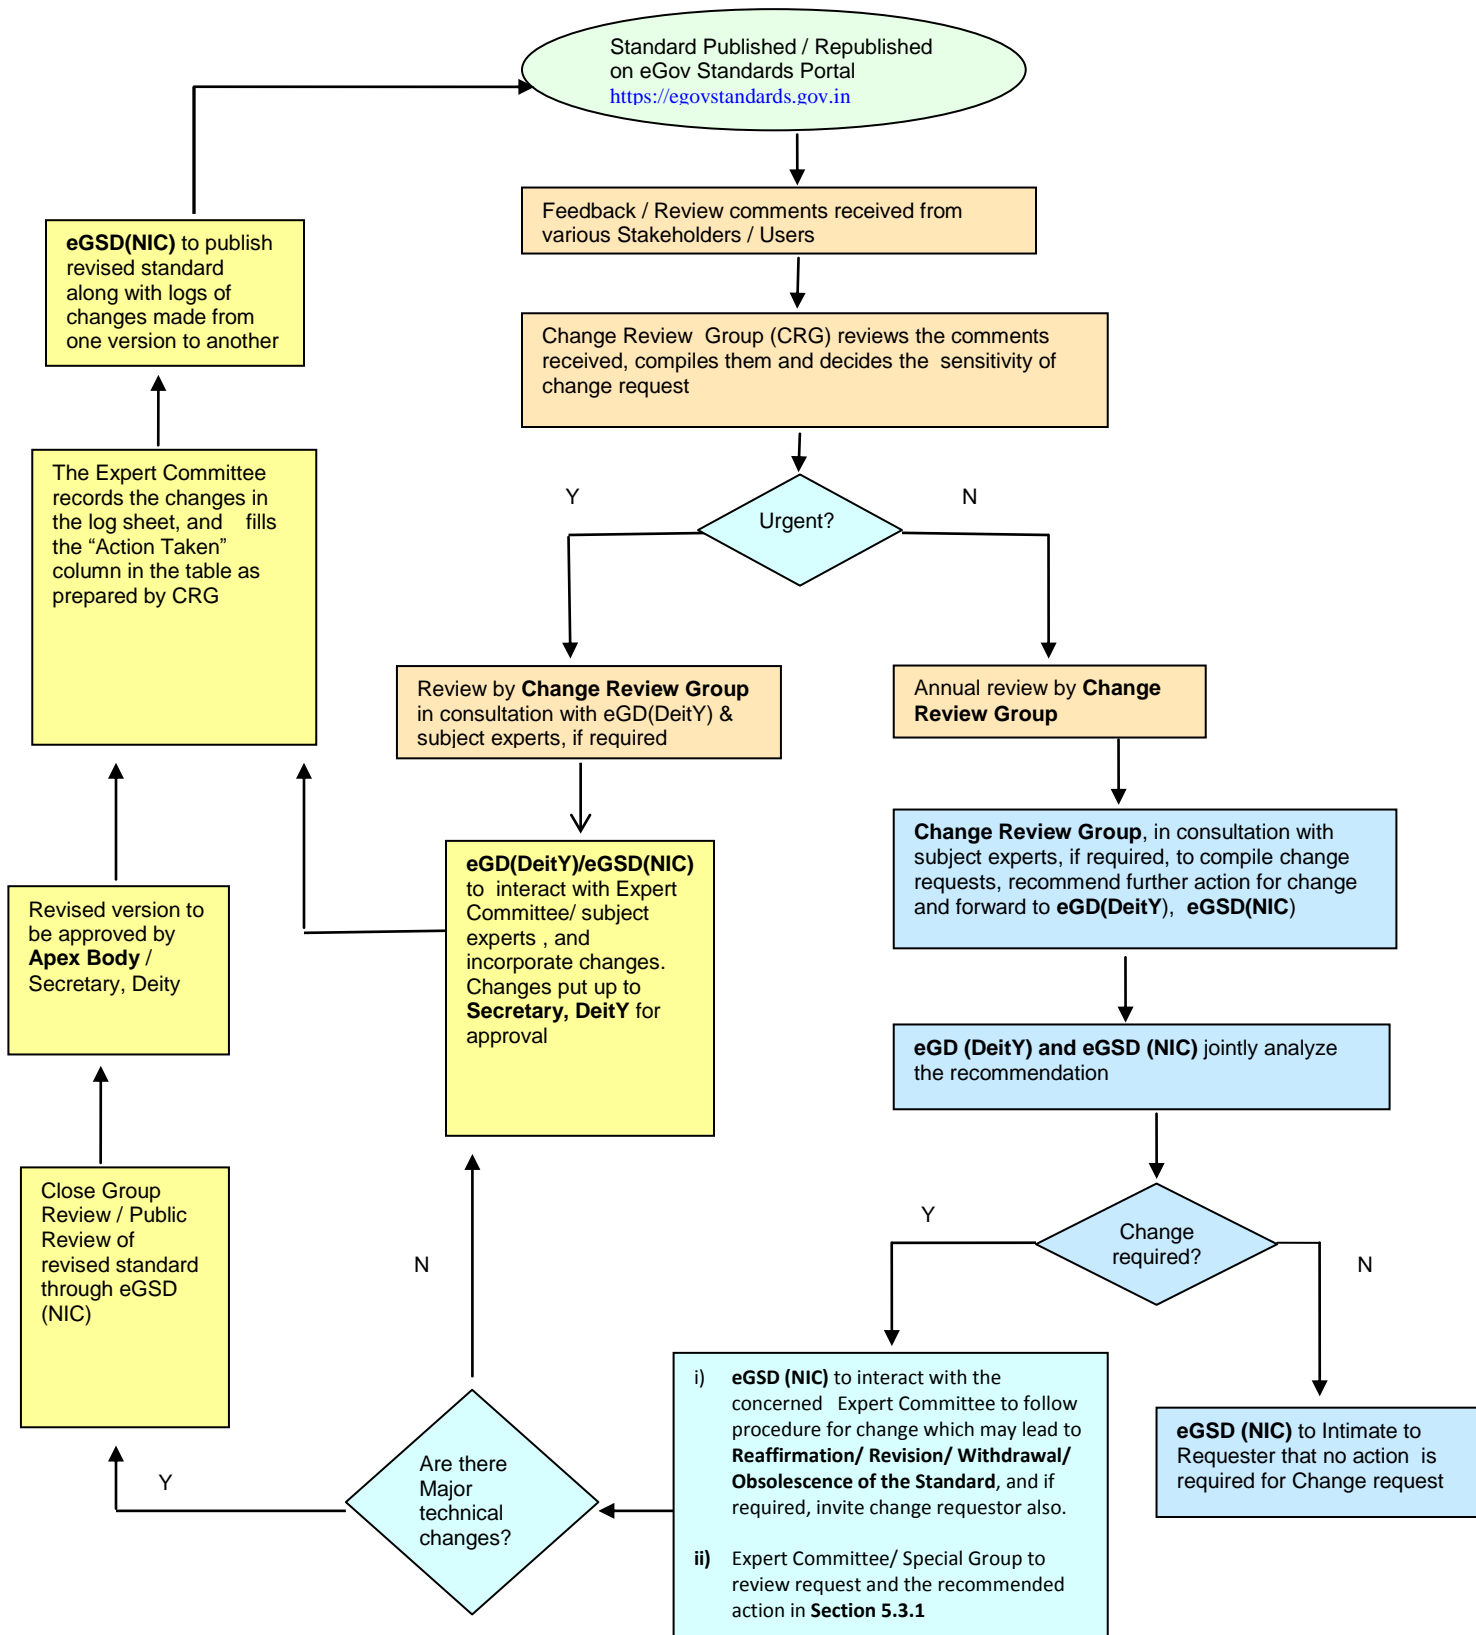 Standard Published / Republished
on eGov Standards Portal
https://egovstandards.gov.in
Feedback / Review comments received from
various Stakeholders / Users
eGSD(NIC) to publish
revised standard
along with logs of
changes made from
one version to another
Change Review  Group (CRG) reviews the comments
received, compiles them and decides the  sensitivity of
change request
The Expert Committee
records the changes in
the log sheet, and    fills
the “Action Taken”
column in the table as
prepared by CRG
Y
N
Urgent?
Review by Change Review Group
in consultation with eGD(DeitY) &
subject experts, if required
Annual review by Change
Review Group
eGD(DeitY)/eGSD(NIC)
to  interact with Expert
Committee/ subject
experts , and
incorporate changes.
Changes put up to
Secretary, DeitY for
approval
Change Review Group, in consultation with
subject experts, if required, to compile change
requests, recommend further action for change
and forward to eGD(DeitY),  eGSD(NIC)
Revised version to
be approved by
Apex Body /
Secretary, Deity
eGD (DeitY) and eGSD (NIC) jointly analyze
the recommendation
Close Group
Review / Public
Review of
revised standard
through eGSD
(NIC)
Y
Change
required?
N
N
i) eGSD (NIC) to interact with the
concerned   Expert Committee to follow
procedure for change which may lead to
Reaffirmation/ Revision/ Withdrawal/
Obsolescence of the Standard, and if
required, invite change requestor also.
ii) Expert Committee/ Special Group to
review request and the recommended
action in Section 5.3.1
eGSD (NIC) to Intimate to
Requester that no action  is
required for Change request
Are there
Major
technical
changes?
Y